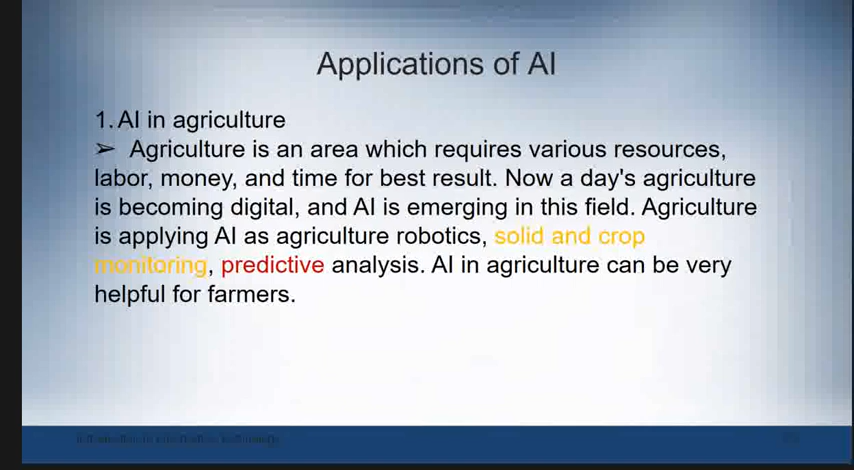 Applications of AI
1. AI in agriculture
➢ Agriculture is an area which requires various resources,
labor, money, and time for best result. Now a day's agriculture
is becoming digital, and AI is emerging in this field. Agriculture
is applying AI as agriculture robotics, solid and crop
monitoring, predictive analysis. AI in agriculture can be very
helpful for farmers.